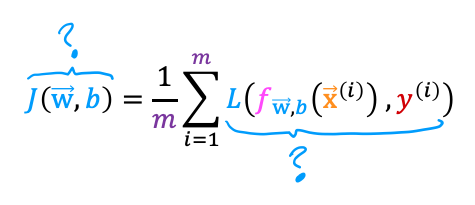 ?
J(w⃗, b) = 1/m ∑_{i=1}^{m} L(f_{w⃗,b}(x⃗^{(i)}) , y^{(i)})
?